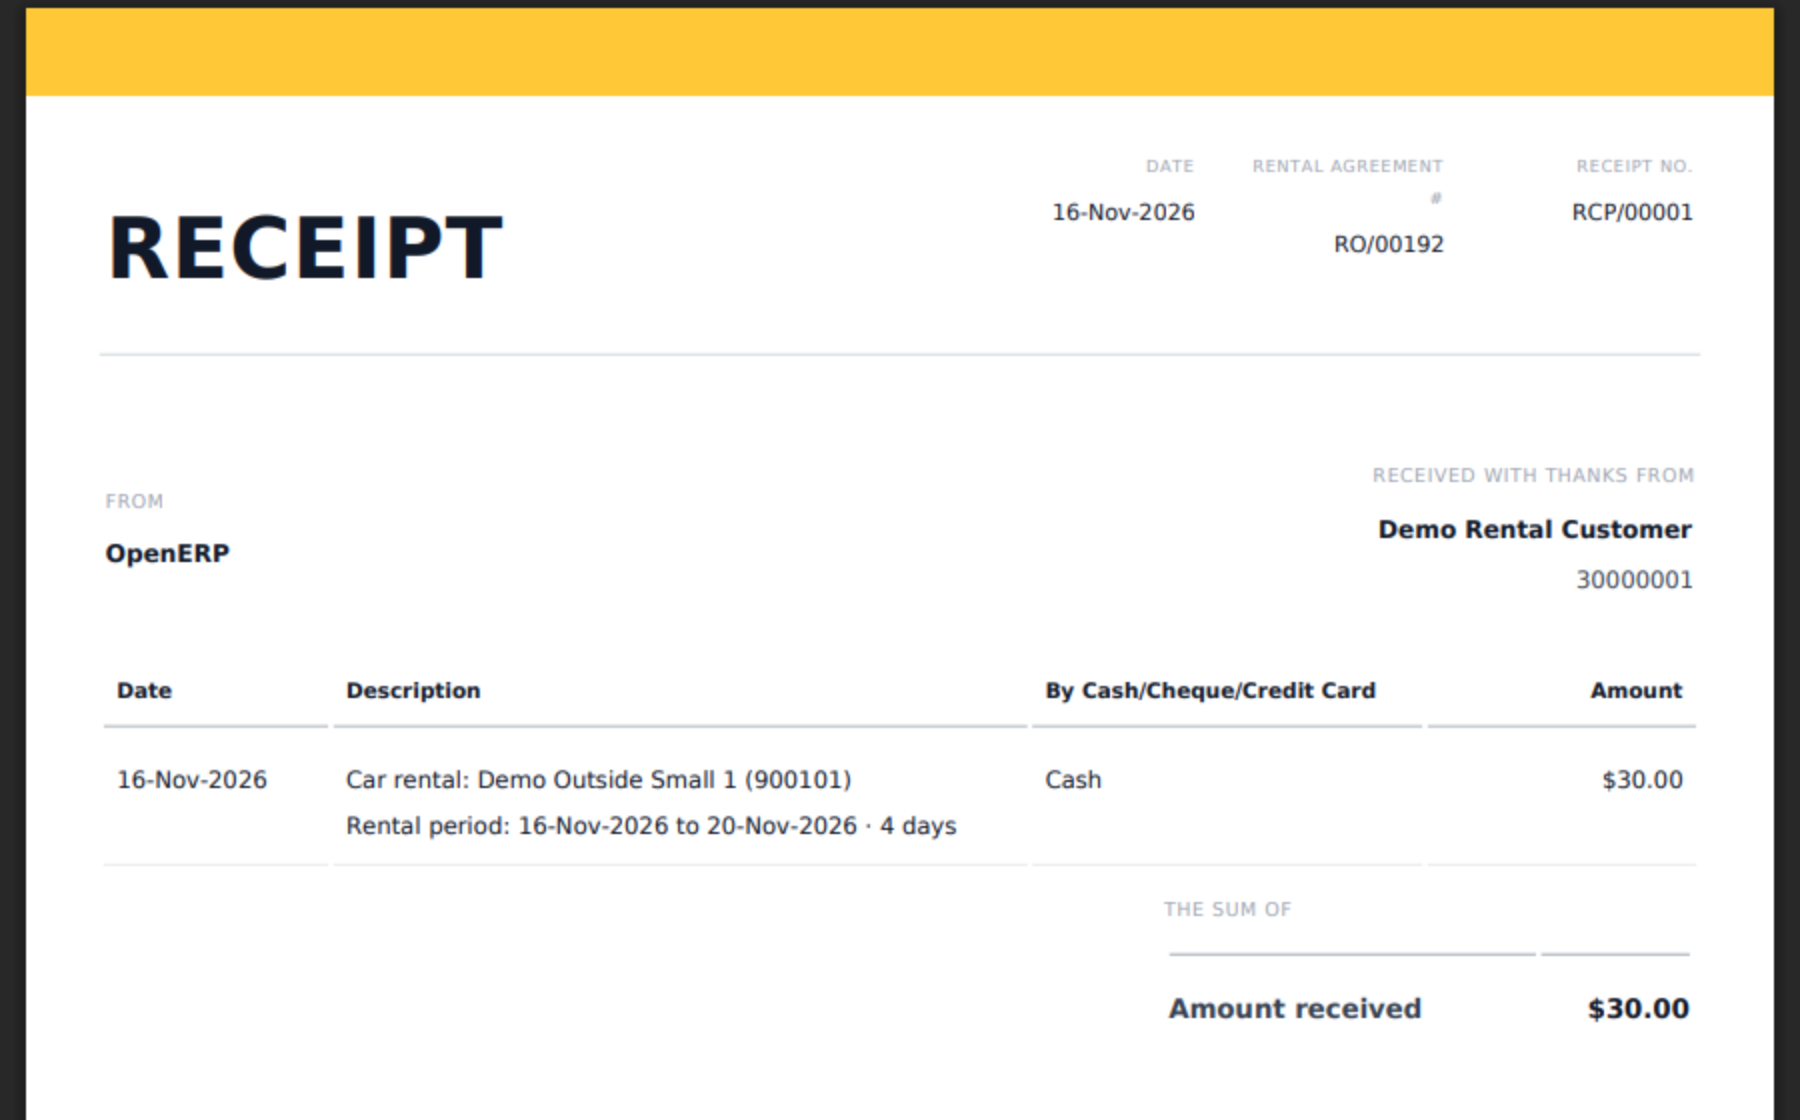 RECEIPT
DATE
16-Nov-2026
RENTAL AGREEMENT
#
RO/00192
RECEIPT NO.
RCP/00001
FROM
OpenERP
RECEIVED WITH THANKS FROM
Demo Rental Customer
30000001
Date Description By Cash/Cheque/Credit Card Amount
16-Nov-2026 Car rental: Demo Outside Small 1 (900101) Cash $30.00
Rental period: 16-Nov-2026 to 20-Nov-2026 · 4 days
THE SUM OF
Amount received $30.00